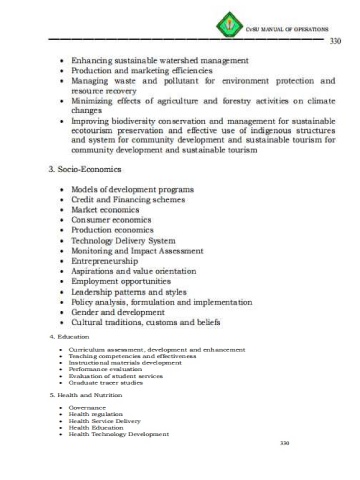 CvSU MANUAL OF OPERATIONS
330
• Enhancing sustainable watershed management
• Production and marketing efficiencies
• Managing waste and pollutant for environment protection and
resource recovery
• Minimizing effects of agriculture and forestry activities on climate
changes
• Improving biodiversity conservation and management for sustainable
ecotourism preservation and effective use of indigenous structures
and system for community development and sustainable tourism for
community development and sustainable tourism
3. Socio-Economics
• Models of development programs
• Credit and Financing schemes
• Market economics
• Consumer economics
• Production economics
• Technology Delivery System
• Monitoring and Impact Assessment
• Entrepreneurship
• Aspirations and value orientation
• Employment opportunities
• Leadership patterns and styles
• Policy analysis, formulation and implementation
• Gender and development
• Cultural traditions, customs and beliefs
4. Education
• Curriculum assessment, development and enhancement
• Teaching competencies and effectiveness
• Instructional materials development
• Performance evaluation
• Evaluation of student services
• Graduate tracer studies
5. Health and Nutrition
• Governance
• Health regulation
• Health Service Delivery
• Health Education
• Health Technology Development
330